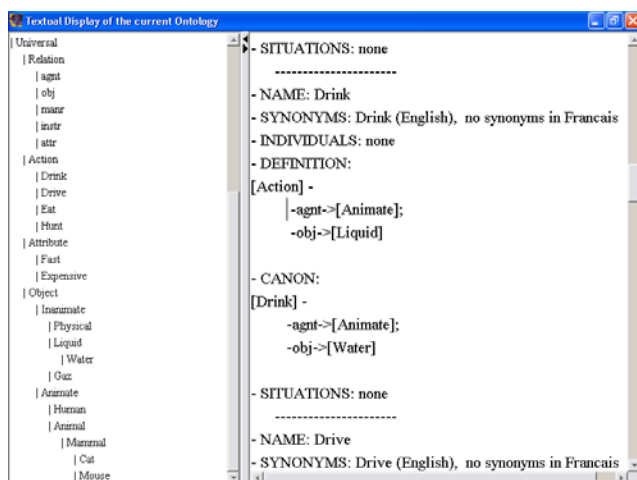 Textual Display of the current Ontology
| Universal
| Relation
| agnt
| obj
| manr
| instr
| attr
| Action
| Drink
| Drive
| Eat
| Hunt
| Attribute
| Fast
| Expensive
| Object
| Inanimate
| Physical
| Liquid
| Water
| Gaz
| Animate
| Human
| Animal
| Mammal
| Cat
| Mouse
- SITUATIONS: none
----------------------
- NAME: Drink
- SYNONYMS: Drink (English), no synonyms in Francais
- INDIVIDUALS: none
- DEFINITION:
[Action] -
-agnt->[Animate];
-obj->[Liquid]
- CANON:
[Drink] -
-agnt->[Animate];
-obj->[Water]
- SITUATIONS: none
----------------------
- NAME: Drive
- SYNONYMS: Drive (English), no synonyms in Francais